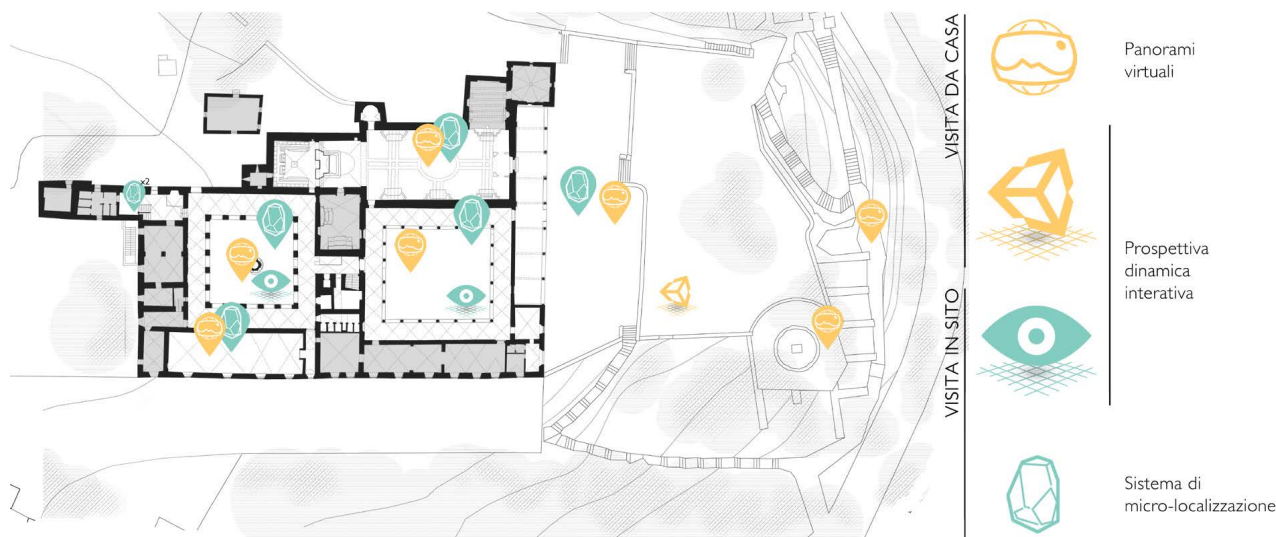 x2
VISITA DA CASA
VISITA IN SITO
Panorami
virtuali
Prospettiva
dinamica
interativa
Sistema di
micro-localizzazione